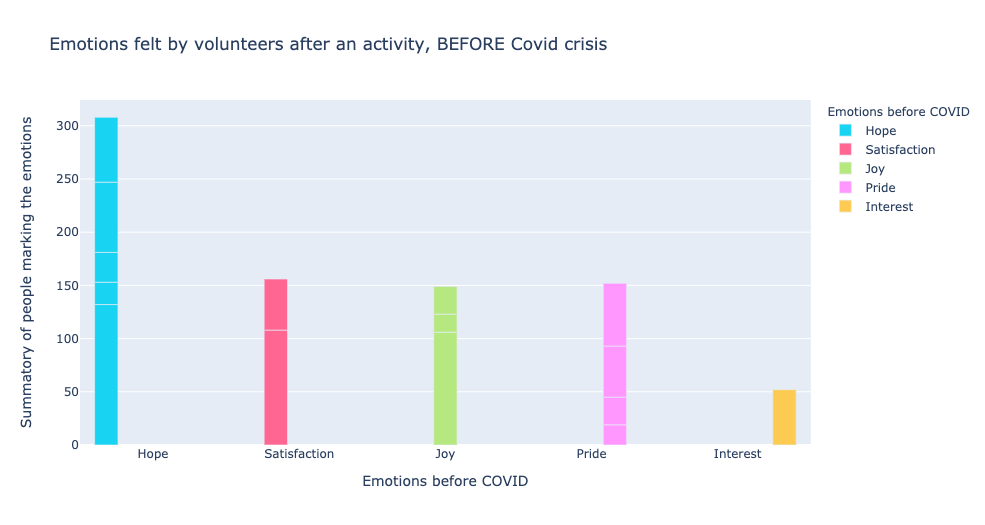 Emotions felt by volunteers after an activity, BEFORE Covid crisis
Summatory of people marking the emotions
300
250
200
150
100
50
0
Hope
Satisfaction
Joy
Pride
Interest
Emotions before COVID
Emotions before COVID
Hope
Satisfaction
Joy
Pride
Interest